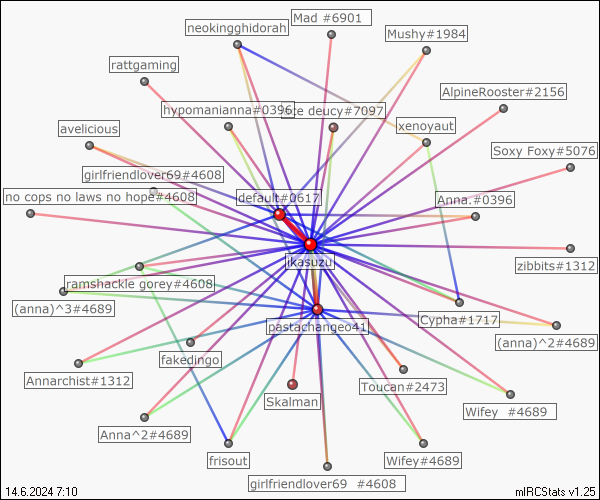 Mad #6901
neokingghidorah
Mushy#1984
rattgaming
AlpineRooster#2156
hypomanianna#0396
deucy#7097
xenoyaut
avelicious
Soxy Foxy#5076
girlfriendlover69#4608
no cops no laws no hope#4608
default#0617
Anna.#0396
jkasuzu
zibbits#1312
ramshackle gorey#4608
(anna)^3#4689
Cypha#1717
pastachangeo41
(anna)^2#4689
fakedingo
Annarchist#1312
Toucan#2473
Skalman
Wifey #4689
Anna^2#4689
frisout
Wifey#4689
girlfriendlover69 #4608
14.6.2024 7:10
mIRCStats v1.25